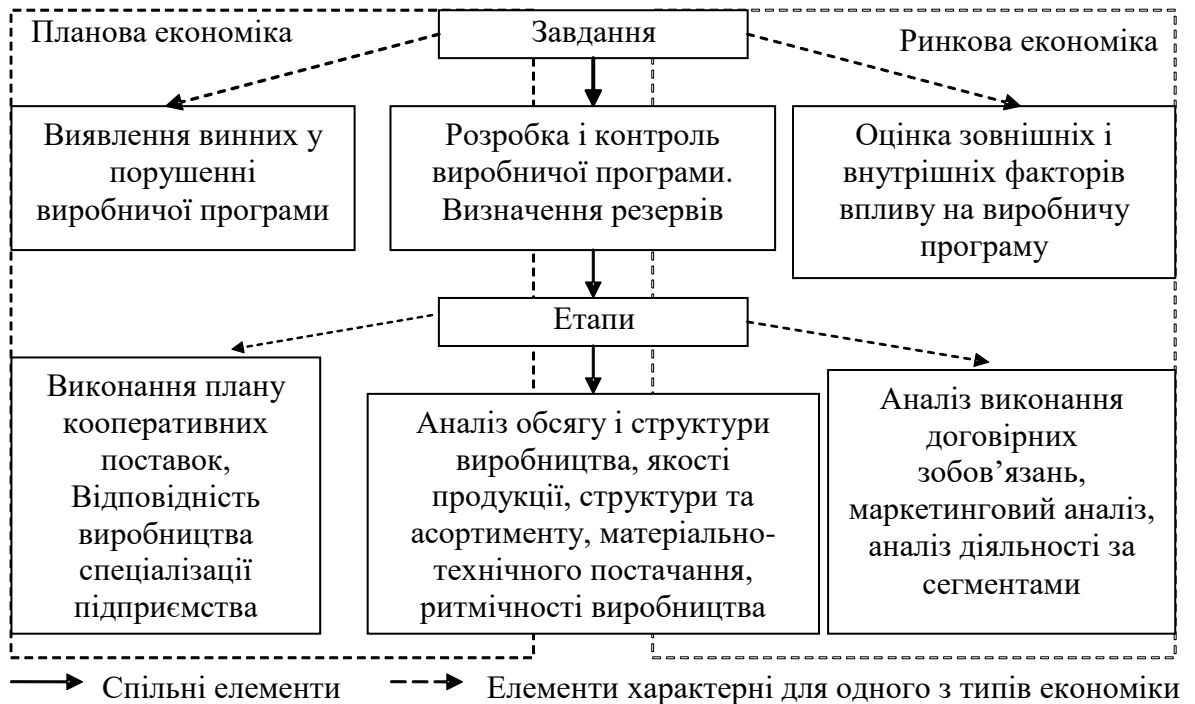 Планова економіка
Завдання
Ринкова економіка
Виявлення винних у
порушенні
виробничої програми
Розробка і контроль
виробничої програми.
Визначення резервів
Оцінка зовнішніх і
внутрішніх факторів
впливу на виробничу
програму
Етапи
Виконання плану
кооперативних
поставок,
Відповідність
виробництва
спеціалізації
підприємства
Аналіз обсягу і структури
виробництва, якості
продукції, структури та
асортименту, матеріально-
технічного постачання,
ритмічності виробництва
Аналіз виконання
договірних
зобов’язань,
маркетинговий аналіз,
аналіз діяльності за
сегментами
Спільні елементи
Елементи характерні для одного з типів економіки